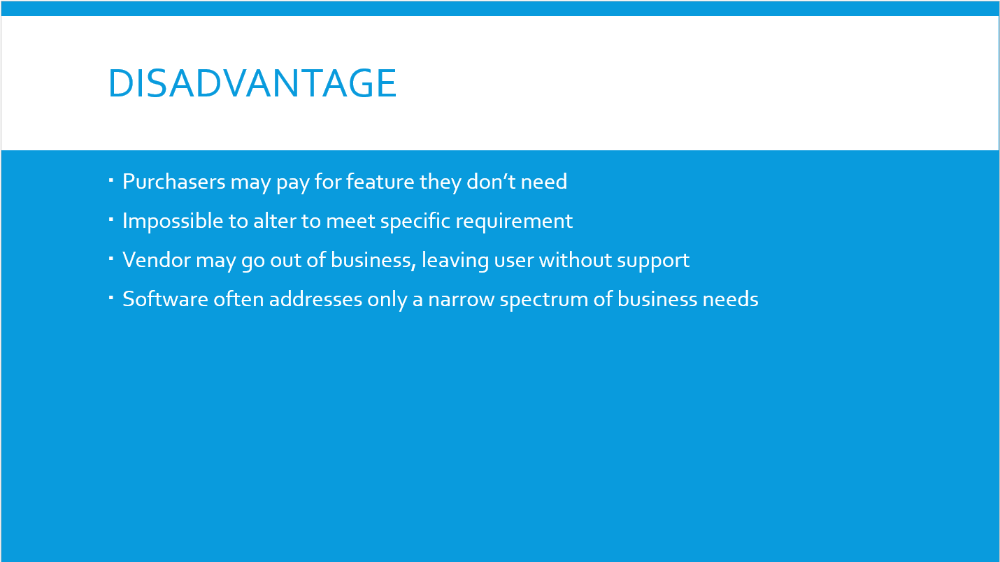 DISADVANTAGE
▪ Purchasers may pay for feature they don’t need
▪ Impossible to alter to meet specific requirement
▪ Vendor may go out of business, leaving user without support
▪ Software often addresses only a narrow spectrum of business needs